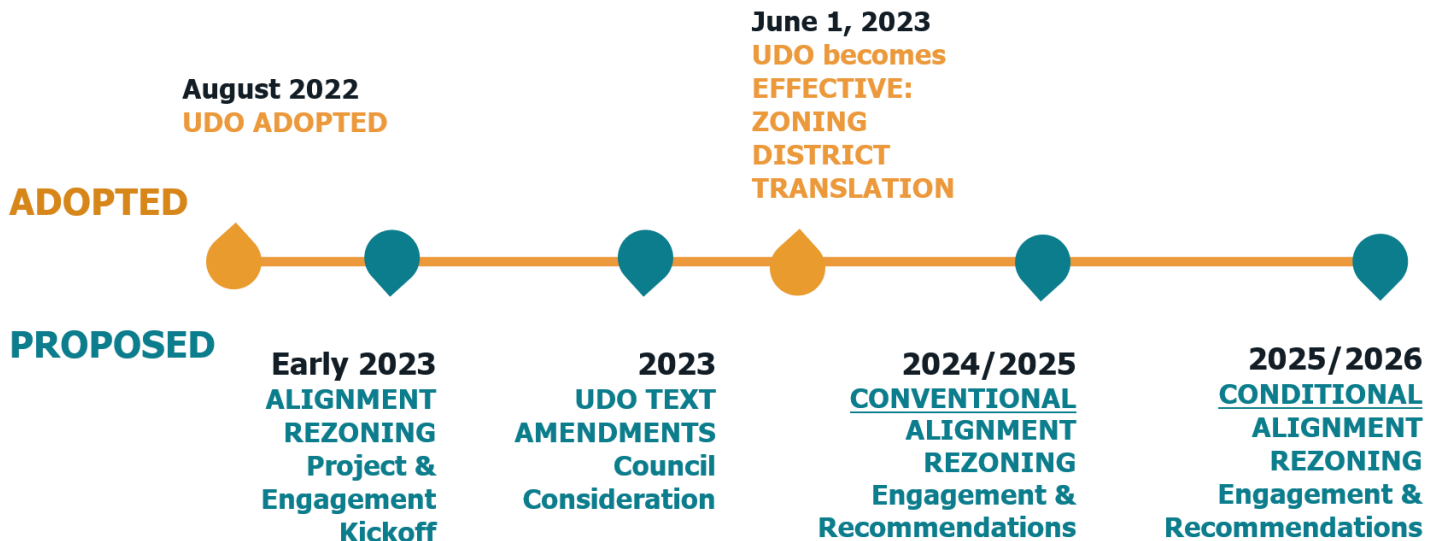 June 1, 2023
UDO becomes
EFFECTIVE:
ZONING
DISTRICT
TRANSLATION
August 2022
UDO ADOPTED
ADOPTED
PROPOSED
Early 2023
ALIGNMENT
REZONING
Project &
Engagement
Kickoff
2023
UDO TEXT
AMENDMENTS
Council
Consideration
2024/2025
CONVENTIONAL
ALIGNMENT
REZONING
Engagement &
Recommendations
2025/2026
CONDITIONAL
ALIGNMENT
REZONING
Engagement &
Recommendations